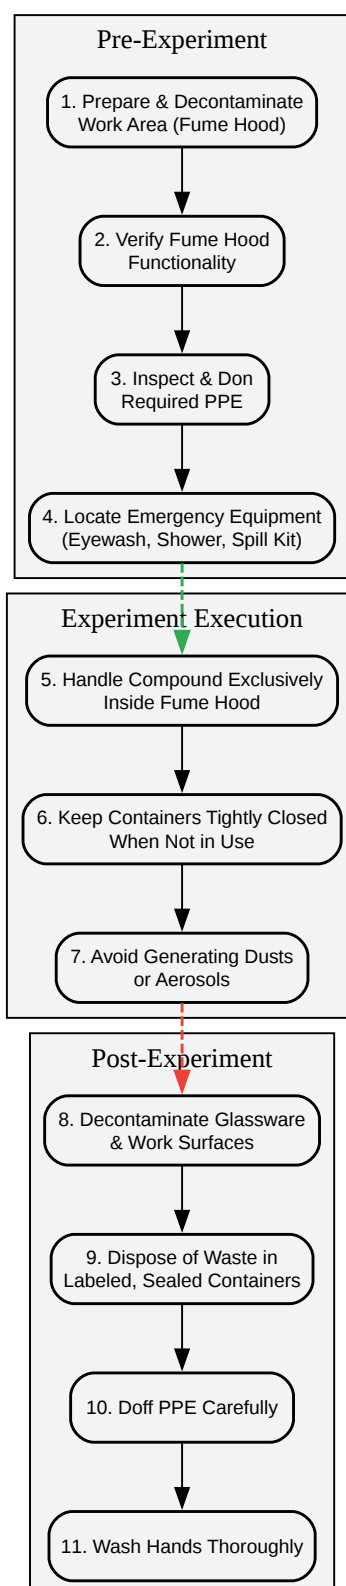 Pre-Experiment
1. Prepare & Decontaminate
Work Area (Fume Hood)
2. Verify Fume Hood
Functionality
3. Inspect & Don
Required PPE
4. Locate Emergency Equipment
(Eyewash, Shower, Spill Kit)
Experiment Execution
5. Handle Compound Exclusively
Inside Fume Hood
6. Keep Containers Tightly Closed
When Not in Use
7. Avoid Generating Dusts
or Aerosols
Post-Experiment
8. Decontaminate Glassware
& Work Surfaces
9. Dispose of Waste in
Labeled, Sealed Containers
10. Doff PPE Carefully
11. Wash Hands Thoroughly